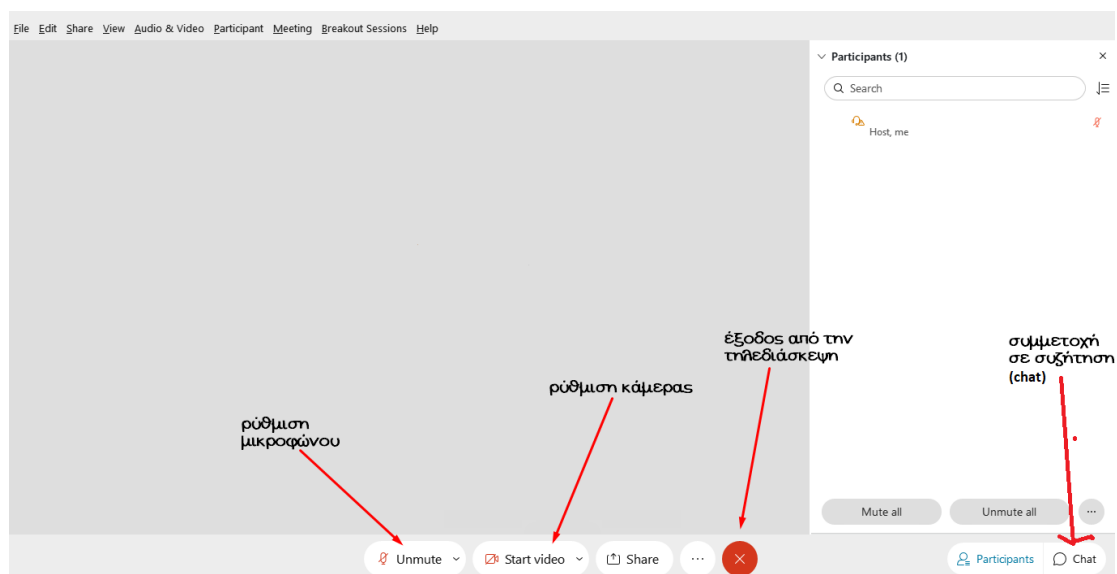 File Edit Share View Audio & Video Participant Meeting Breakout Sessions Help
Participants (1)
Search
Host, me
έξοδος από την
τηλεδιάσκεψη
συμμετοχή
σε συζήτηση
(chat)
ρύθμιση κάμερας
ρύθμιση
μικροφώνου
Mute all
Unmute all
Unmute
Start video
Share
Participants
Chat